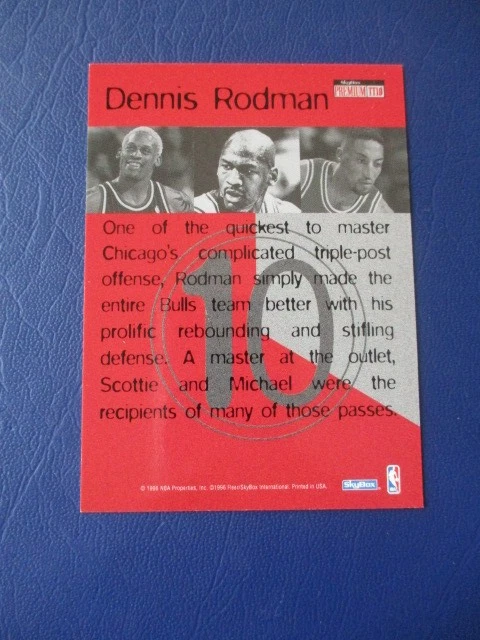 Dennis Rodman
SkyBox
PREMIUM TT10
One of the quickest to master
Chicago's complicated triple-post
offense, Rodman simply made the
entire Bulls team better with his
prolific rebounding and stifling
defense. A master at the outlet,
Scottie and Michael were the
recipients of many of those passes.
10
© 1996 NBA Properties, Inc. ©1996 Fleer/SkyBox International. Printed in USA.
SkyBox
NBA